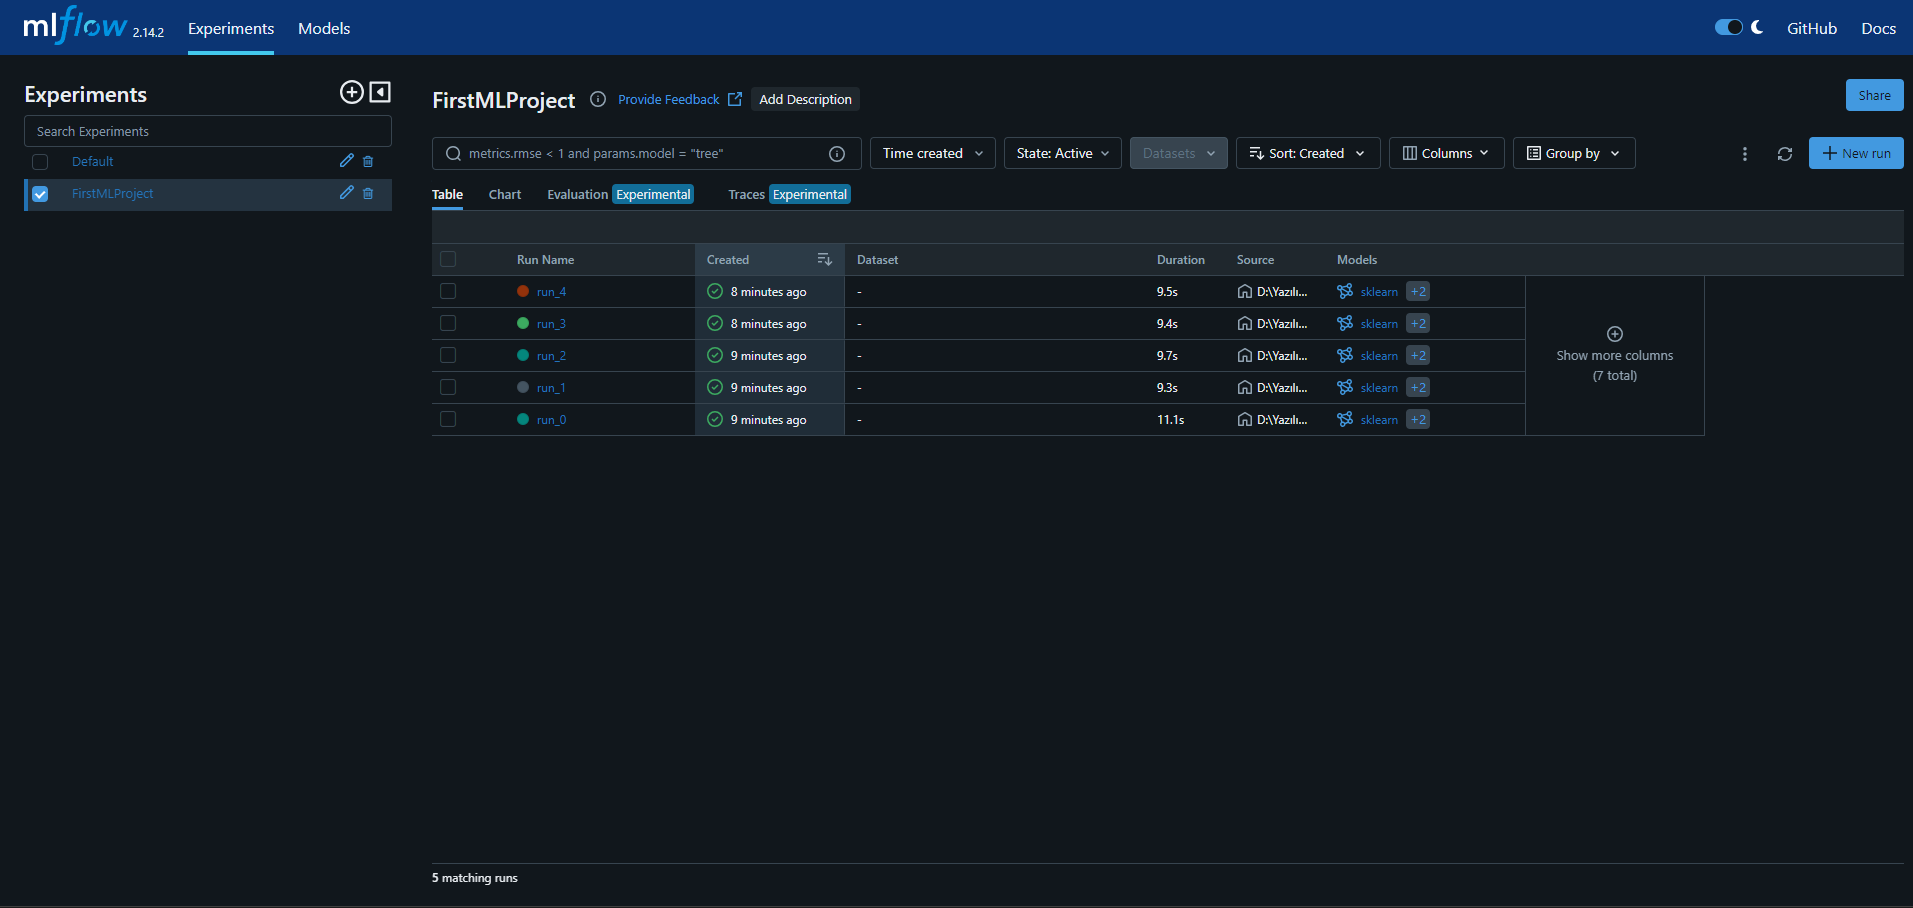 mlflow 2.14.2 Experiments Models GitHub Docs
Experiments
Search Experiments
Default
FirstMLProject
FirstMLProject Provide Feedback Add Description Share
metrics.rmse < 1 and params.model = "tree" Time created State: Active Datasets Sort: Created Columns Group by New run
Table Chart Evaluation Experimental Traces Experimental
Run Name Created Dataset Duration Source Models
run_4 8 minutes ago - 9.5s D:\Yazılı... sklearn +2
run_3 8 minutes ago - 9.4s D:\Yazılı... sklearn +2
run_2 9 minutes ago - 9.7s D:\Yazılı... sklearn +2
run_1 9 minutes ago - 9.3s D:\Yazılı... sklearn +2
run_0 9 minutes ago - 11.1s D:\Yazılı... sklearn +2
Show more columns
(7 total)
5 matching runs